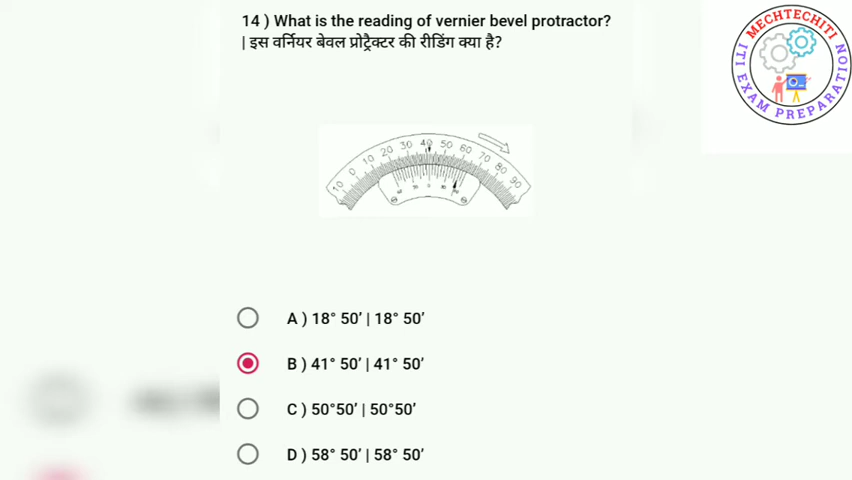 14 ) What is the reading of vernier bevel protractor?
| इस वर्नियर बेवल प्रोट्रैक्टर की रीडिंग क्या है?
MECHTECHITI
ITI EXAM PREPARATION
10 0 10 20 30 40 50 60 70 80 90
A ) 18° 50’ | 18° 50’
B ) 41° 50’ | 41° 50’
C ) 50°50’ | 50°50’
D ) 58° 50’ | 58° 50’